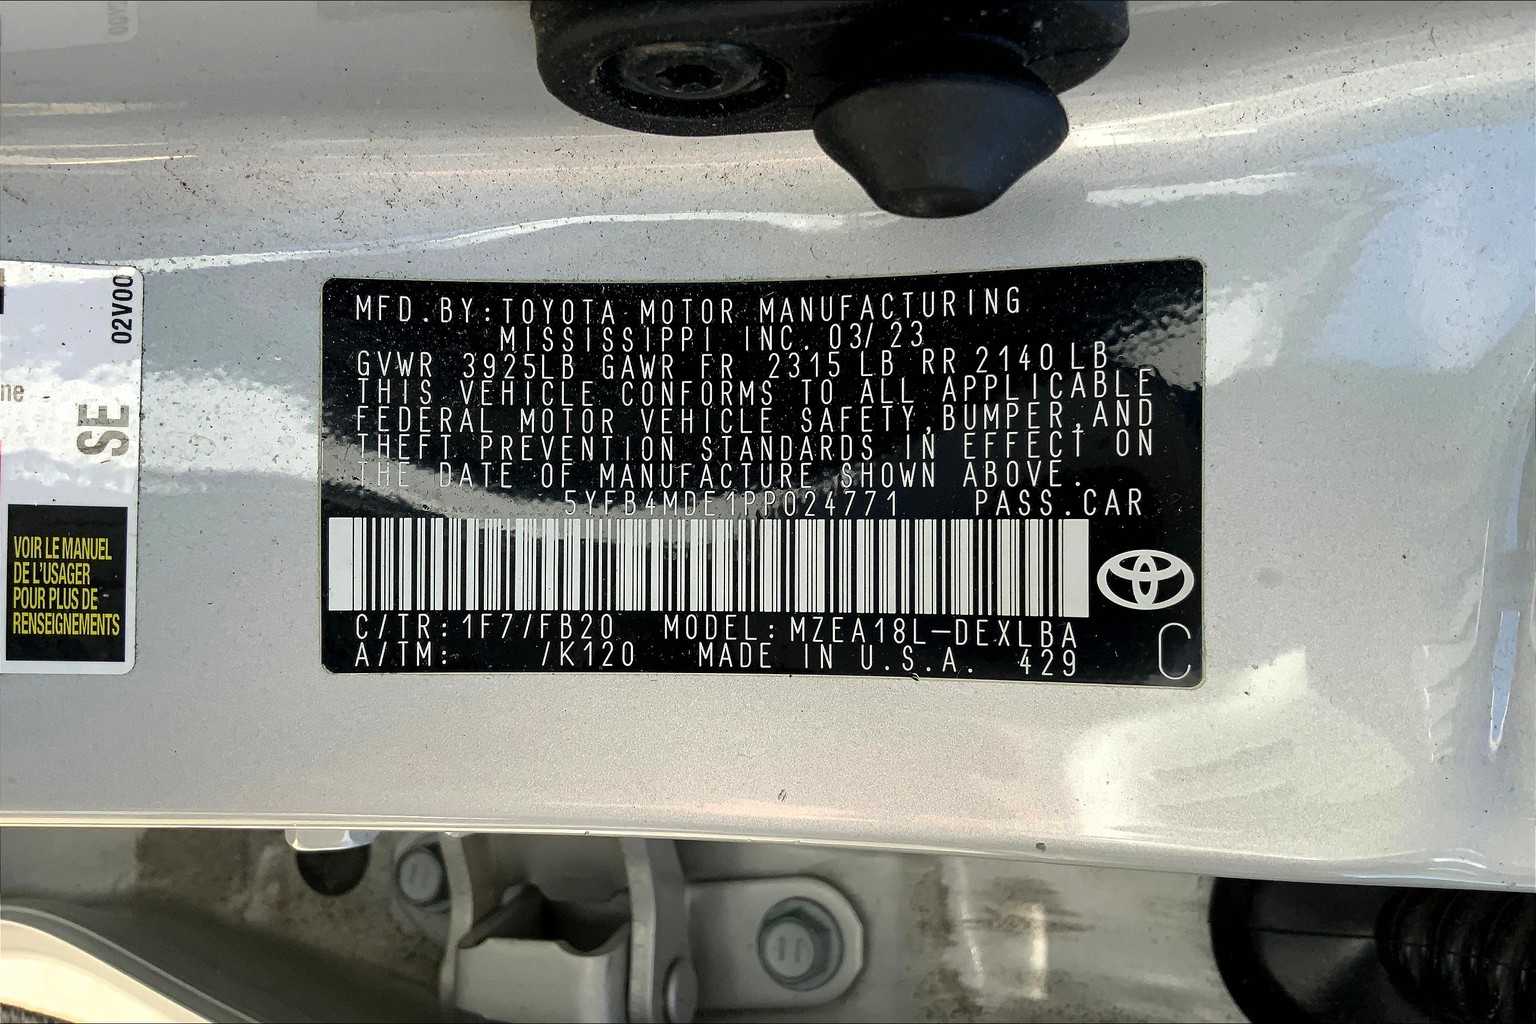 02V00
ne
SE
VOIR LE MANUEL
DE L'USAGER
POUR PLUS DE
RENSEIGNEMENTS
MFD.BY:TOYOTA MOTOR MANUFACTURING
MISSISSIPPI INC. 03/23
GVWR 3925LB GAWR FR 2315 LB RR 2140 LB
THIS VEHICLE CONFORMS TO ALL APPLICABLE
FEDERAL MOTOR VEHICLE SAFETY,BUMPER,AND
THEFT PREVENTION STANDARDS IN EFFECT ON
THE DATE OF MANUFACTURE SHOWN ABOVE.
5YFB4MDE1PP024771 PASS.CAR
C/TR:1F7/FB20 MODEL:MZEA18L-DEXLBA
A/TM: /K120 MADE IN U.S.A. 429
C